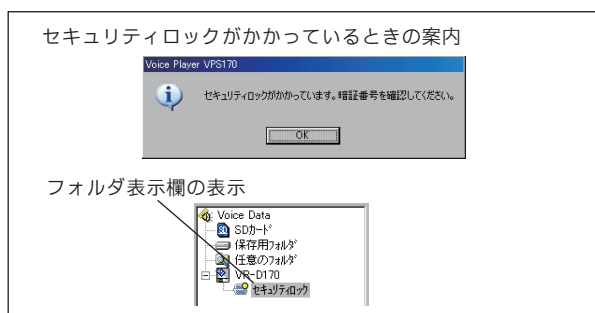 セキュリティロックがかかっているときの案内
Voice Player VPS170
セキュリティロックがかかっています。暗証番号を確認してください。
OK
フォルダ表示欄の表示
Voice Data
SDカード
保存用フォルダ
任意のフォルダ
VR-D170
セキュリティロック